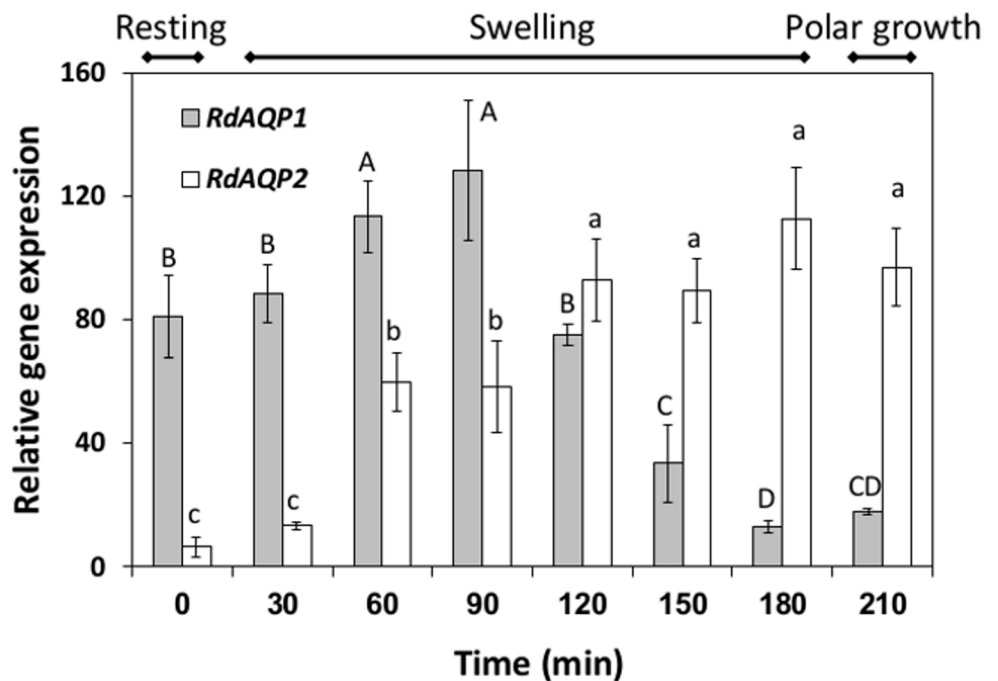 Resting Swelling Polar growth
160
RdAQP1
RdAQP2
A
A
a
a
a
120
B
B
a
80
B
b
b
40
C
c
c
D
CD
0
0 30 60 90 120 150 180 210
Time (min)
Relative gene expression